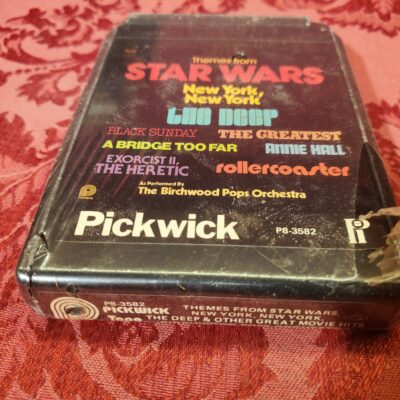 Themes from
STAR WARS
New York,
New York
the DEEP
BLACK SUNDAY THE GREATEST
A BRIDGE TOO FAR ANNIE HALL
EXORCIST II, THE HERETIC rollercoaster
As Performed By
The Birchwood Pops Orchestra
Pickwick P8-3582
P8-3582
PICKWICK
Tape
THEMES FROM STAR WARS,
NEW YORK, NEW YORK,
THE DEEP & OTHER GREAT MOVIE HITS